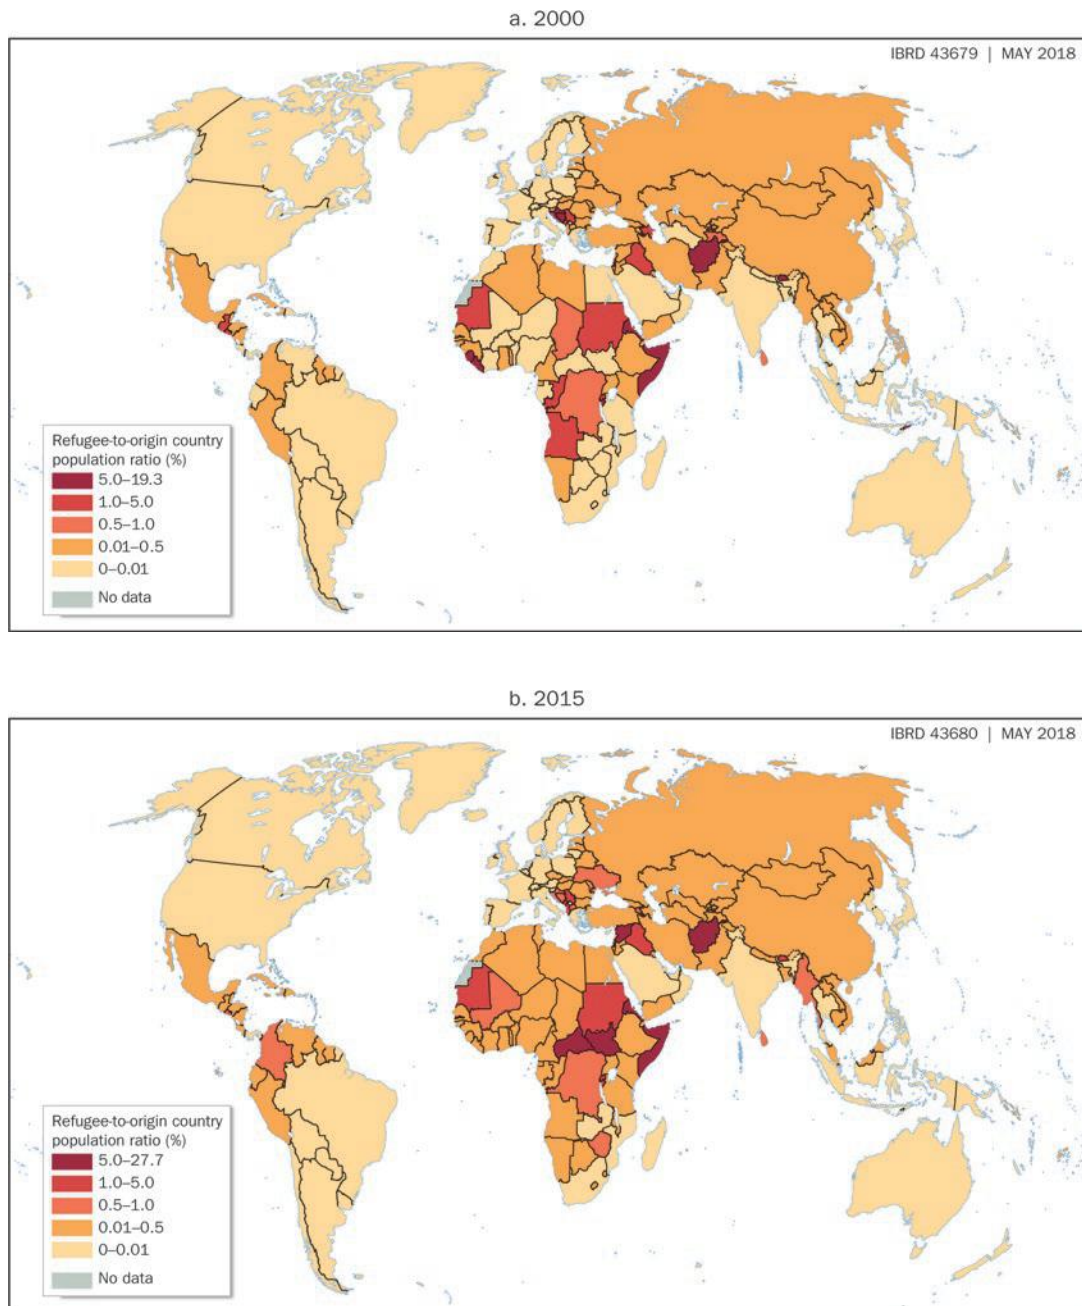 a. 2000
IBRD 43679 | MAY 2018
Refugee-to-origin country
population ratio (%)
5.0–19.3
1.0–5.0
0.5–1.0
0.01–0.5
0–0.01
No data
b. 2015
IBRD 43680 | MAY 2018
Refugee-to-origin country
population ratio (%)
5.0–27.7
1.0–5.0
0.5–1.0
0.01–0.5
0–0.01
No data